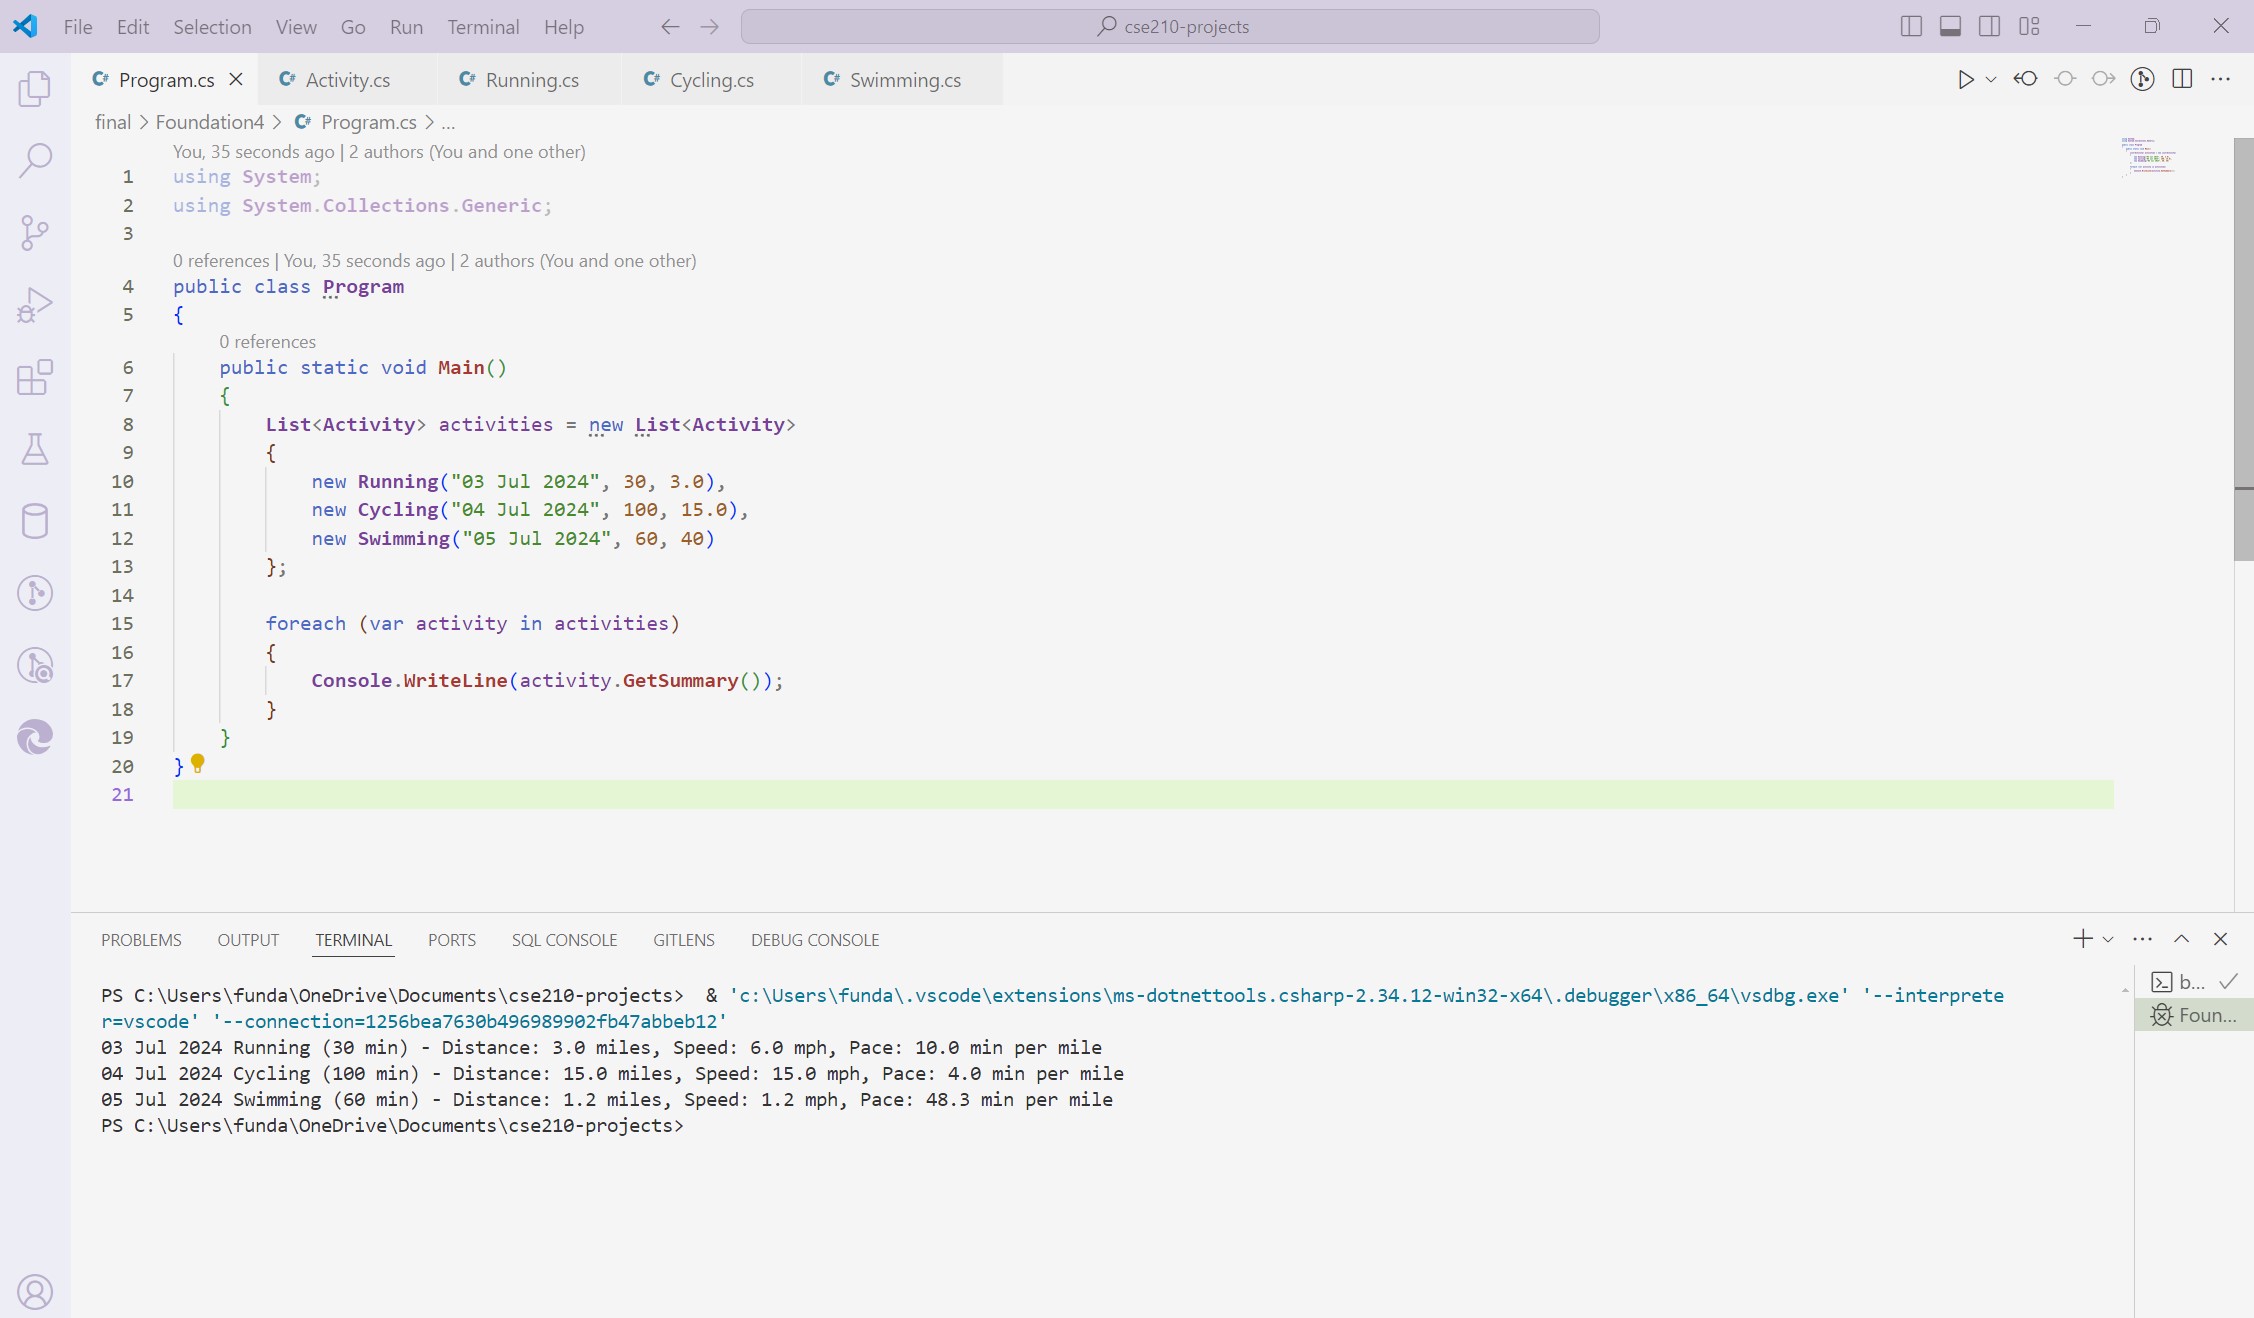 File Edit Selection View Go Run Terminal Help cse210-projects
Program.cs Activity.cs Running.cs Cycling.cs Swimming.cs
final > Foundation4 > Program.cs > ...
You, 35 seconds ago | 2 authors (You and one other)
1 using System;
2 using System.Collections.Generic;
3
0 references | You, 35 seconds ago | 2 authors (You and one other)
4 public class Program
5 {
0 references
6 public static void Main()
7 {
8 List<Activity> activities = new List<Activity>
9 {
10 new Running("03 Jul 2024", 30, 3.0),
11 new Cycling("04 Jul 2024", 100, 15.0),
12 new Swimming("05 Jul 2024", 60, 40)
13 };
14
15 foreach (var activity in activities)
16 {
17 Console.WriteLine(activity.GetSummary());
18 }
19 }
20 }
21
PROBLEMS OUTPUT TERMINAL PORTS SQL CONSOLE GITLENS DEBUG CONSOLE
b...
Foun...
PS C:\Users\funda\OneDrive\Documents\cse210-projects>  & 'c:\Users\funda\.vscode\extensions\ms-dotnettools.csharp-2.34.12-win32-x64\.debugger\x86_64\vsdbg.exe' '--interprete
r=vscode' '--connection=1256bea7630b496989902fb47abbeb12'
03 Jul 2024 Running (30 min) - Distance: 3.0 miles, Speed: 6.0 mph, Pace: 10.0 min per mile
04 Jul 2024 Cycling (100 min) - Distance: 15.0 miles, Speed: 15.0 mph, Pace: 4.0 min per mile
05 Jul 2024 Swimming (60 min) - Distance: 1.2 miles, Speed: 1.2 mph, Pace: 48.3 min per mile
PS C:\Users\funda\OneDrive\Documents\cse210-projects>